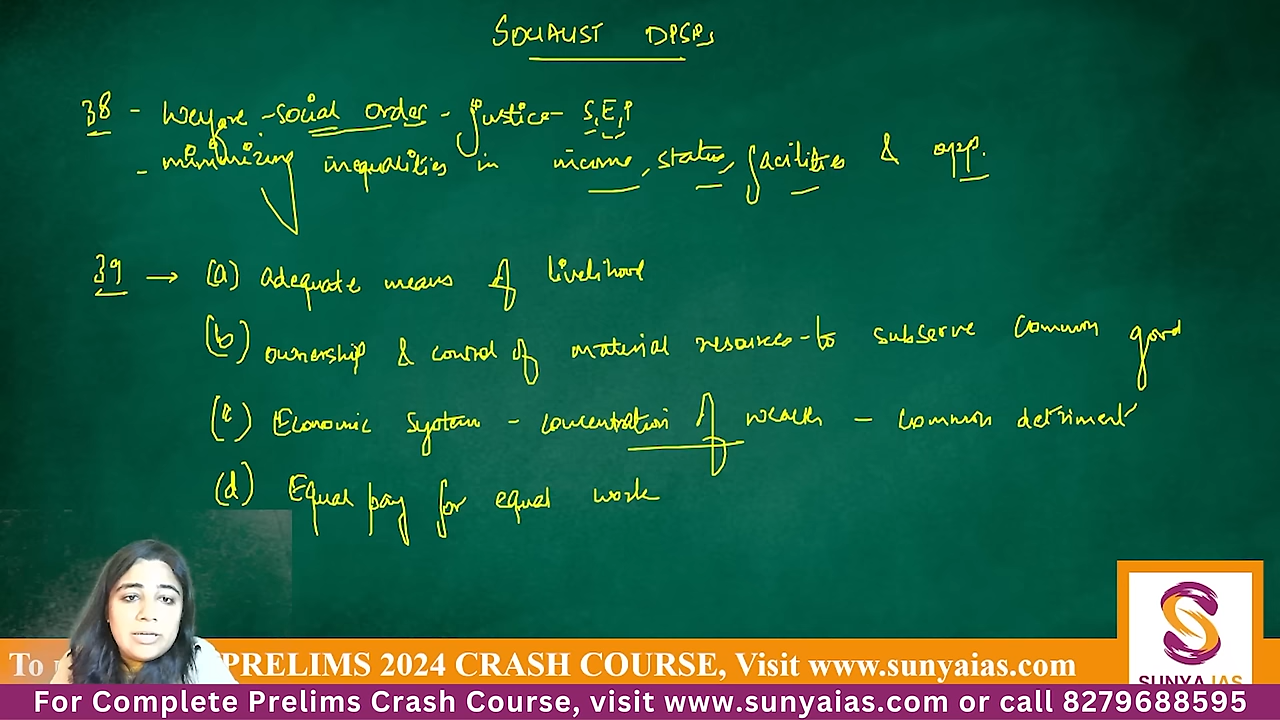 SOCIALIST DPSPs
38 - Welfare - social order - justice - S,E,P
- minimizing inequalities in income, status, facilities & opp.
39 → (a) adequate means of livelihood
(b) ownership & control of material resources - to subserve common good
(c) Economic System - concentration of wealth - common detriment
(d) Equal pay for equal work
To PRELIMS 2024 CRASH COURSE, Visit www.sunyaias.com
SUNYA IAS
For Complete Prelims Crash Course, visit www.sunyaias.com or call 8279688595